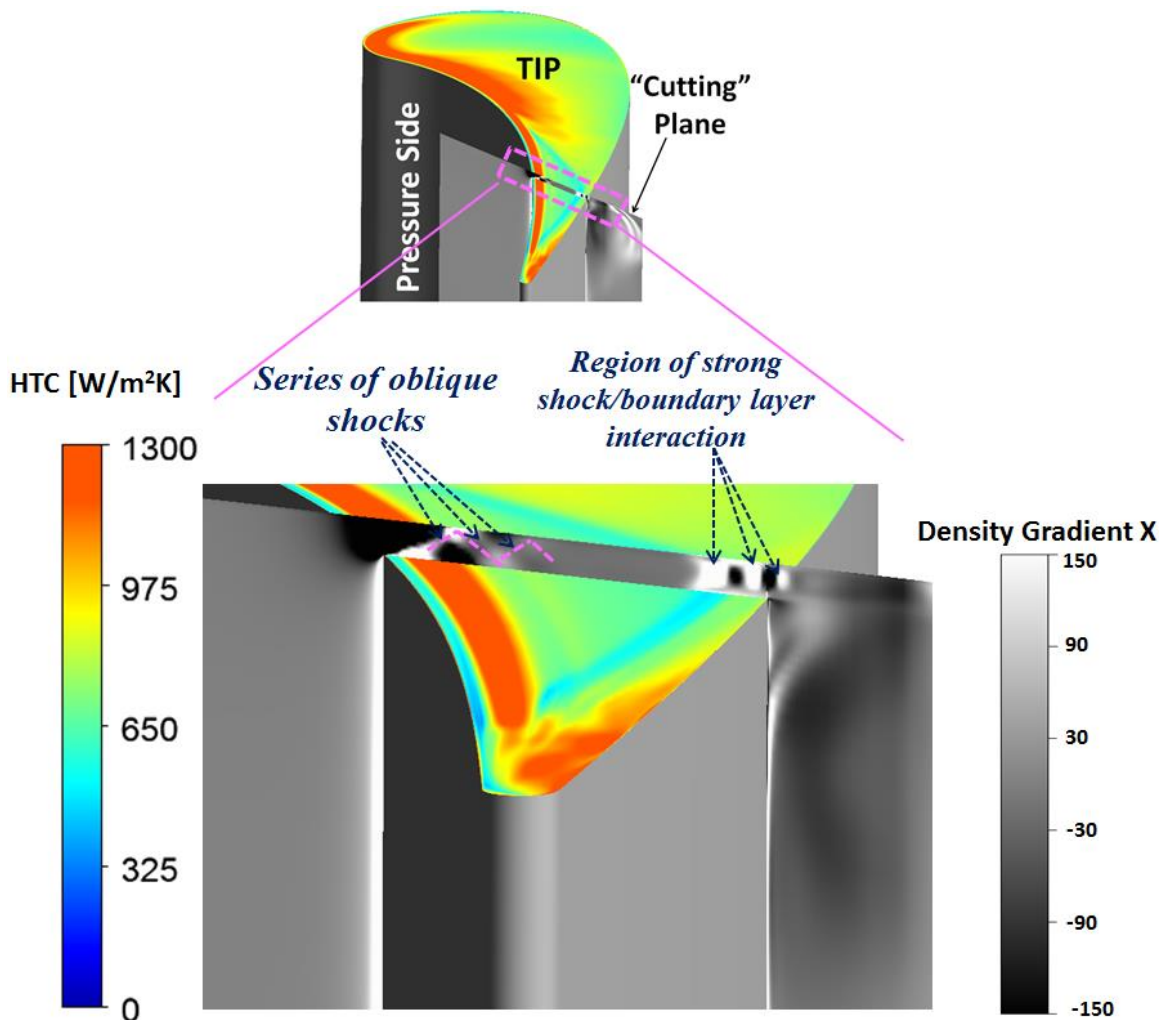 TIP
“Cutting”
Plane
Pressure Side
HTC [W/m²K]
Series of oblique
shocks
Region of strong
shock/boundary layer
interaction
1300
975
650
325
0
Density Gradient X
150
90
30
-30
-90
-150